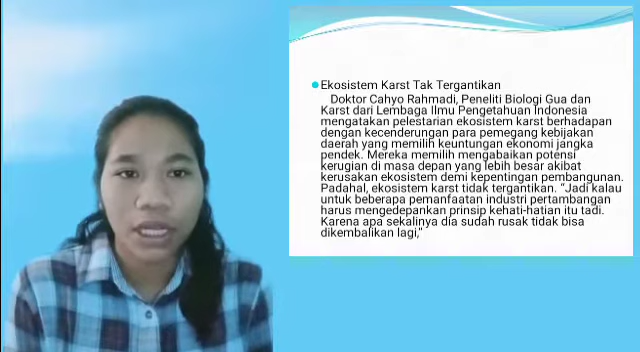 Ekosistem Karst Tak Tergantikan
Doktor Cahyo Rahmadi, Peneliti Biologi Gua dan
Karst dari Lembaga Ilmu Pengetahuan Indonesia
mengatakan pelestarian ekosistem karst berhadapan
dengan kecenderungan para pemegang kebijakan
daerah yang memilih keuntungan ekonomi jangka
pendek. Mereka memilih mengabaikan potensi
kerugian di masa depan yang lebih besar akibat
kerusakan ekosistem demi kepentingan pembangunan.
Padahal, ekosistem karst tidak tergantikan. “Jadi kalau
untuk beberapa pemanfaatan industri pertambangan
harus mengedepankan prinsip kehati-hatian itu tadi.
Karena apa sekalinya dia sudah rusak tidak bisa
dikembalikan lagi,”